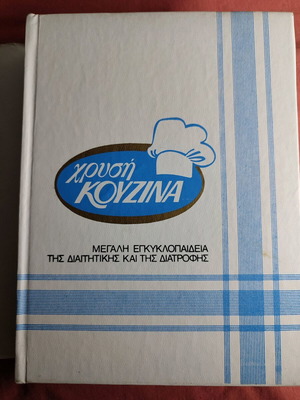 χρυσή
ΚΟΥΖΙΝΑ
ΜΕΓΑΛΗ ΕΓΚΥΚΛΟΠΑΙΔΕΙΑ
ΤΗΣ ΔΙΑΙΤΗΤΙΚΗΣ ΚΑΙ ΤΗΣ ΔΙΑΤΡΟΦΗΣ